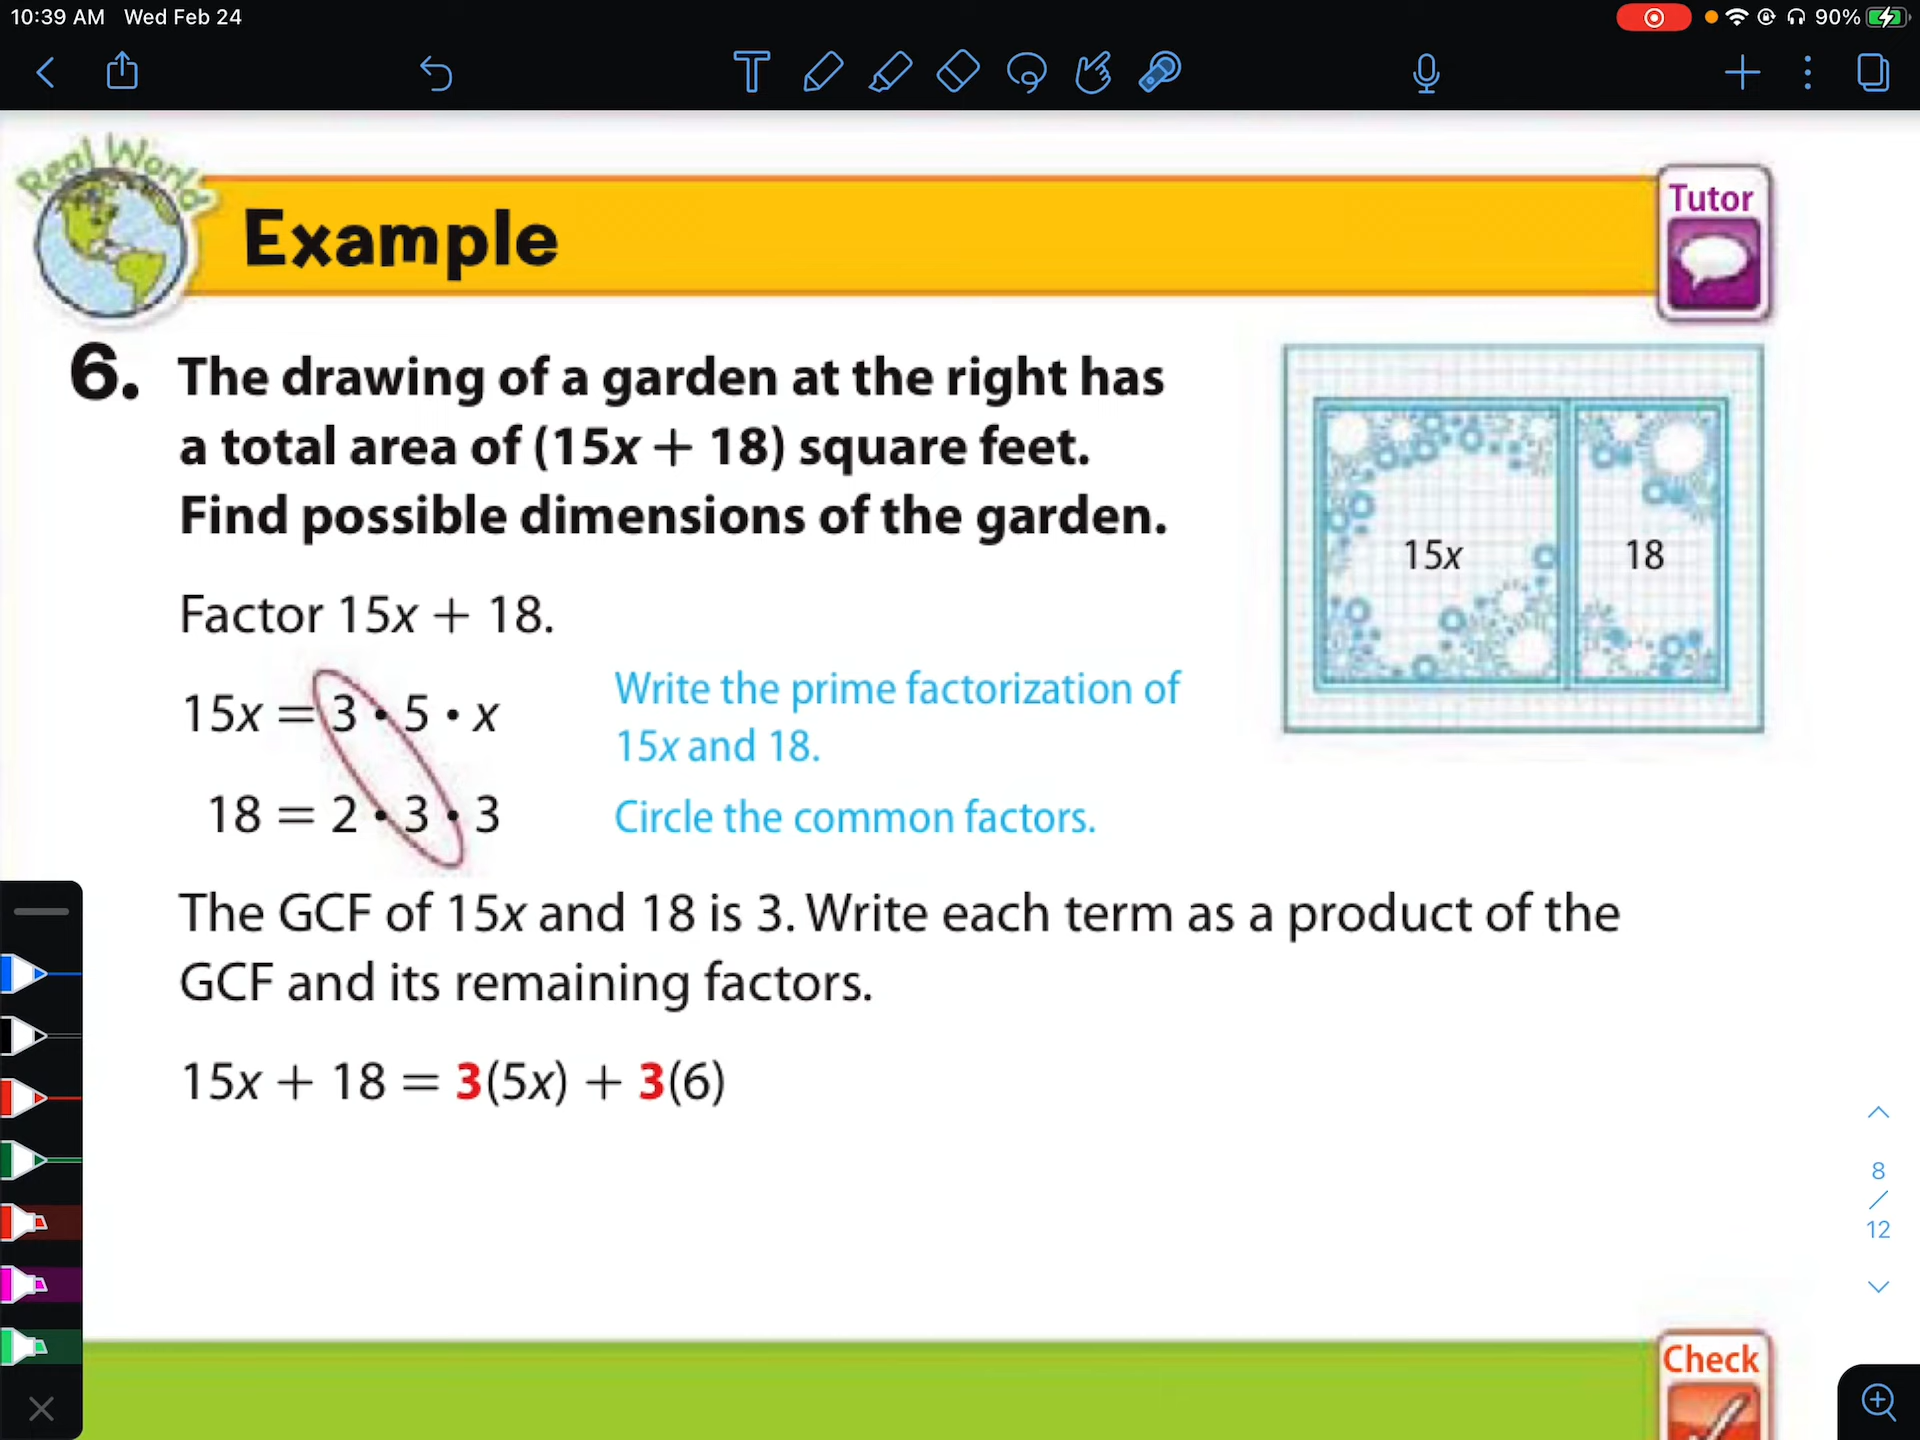 10:39 AM Wed Feb 24
90%
T
Real World
Example
Tutor
6. The drawing of a garden at the right has
a total area of (15x + 18) square feet.
Find possible dimensions of the garden.
15x
18
Factor 15x + 18.
15x = 3 • 5 • x
Write the prime factorization of
15x and 18.
18 = 2 • 3 • 3
Circle the common factors.
The GCF of 15x and 18 is 3. Write each term as a product of the
GCF and its remaining factors.
15x + 18 = 3(5x) + 3(6)
8
/
12
Check